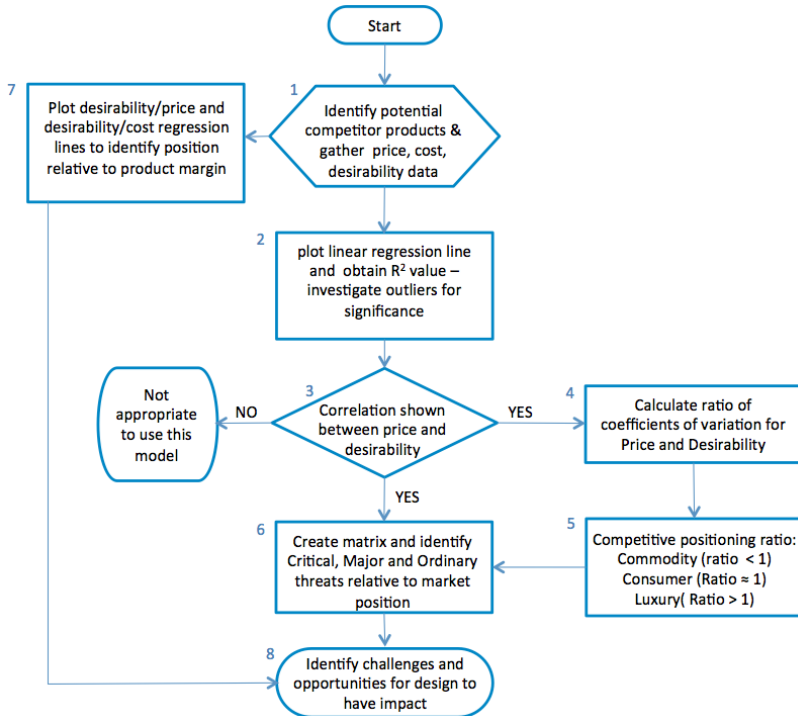 Start
7
Plot desirability/price and
desirability/cost regression
lines to identify position
relative to product margin
1
Identify potential
competitor products &
gather price, cost,
desirability data
2
plot linear regression line
and obtain R² value –
investigate outliers for
significance
Not
appropriate
to use this
model
NO
3
Correlation shown
between price and
desirability
YES
4
Calculate ratio of
coefficients of variation for
Price and Desirability
YES
6
Create matrix and identify
Critical, Major and Ordinary
threats relative to market
position
5
Competitive positioning ratio:
Commodity (ratio < 1)
Consumer (Ratio ≈ 1)
Luxury( Ratio > 1)
8
Identify challenges and
opportunities for design to
have impact